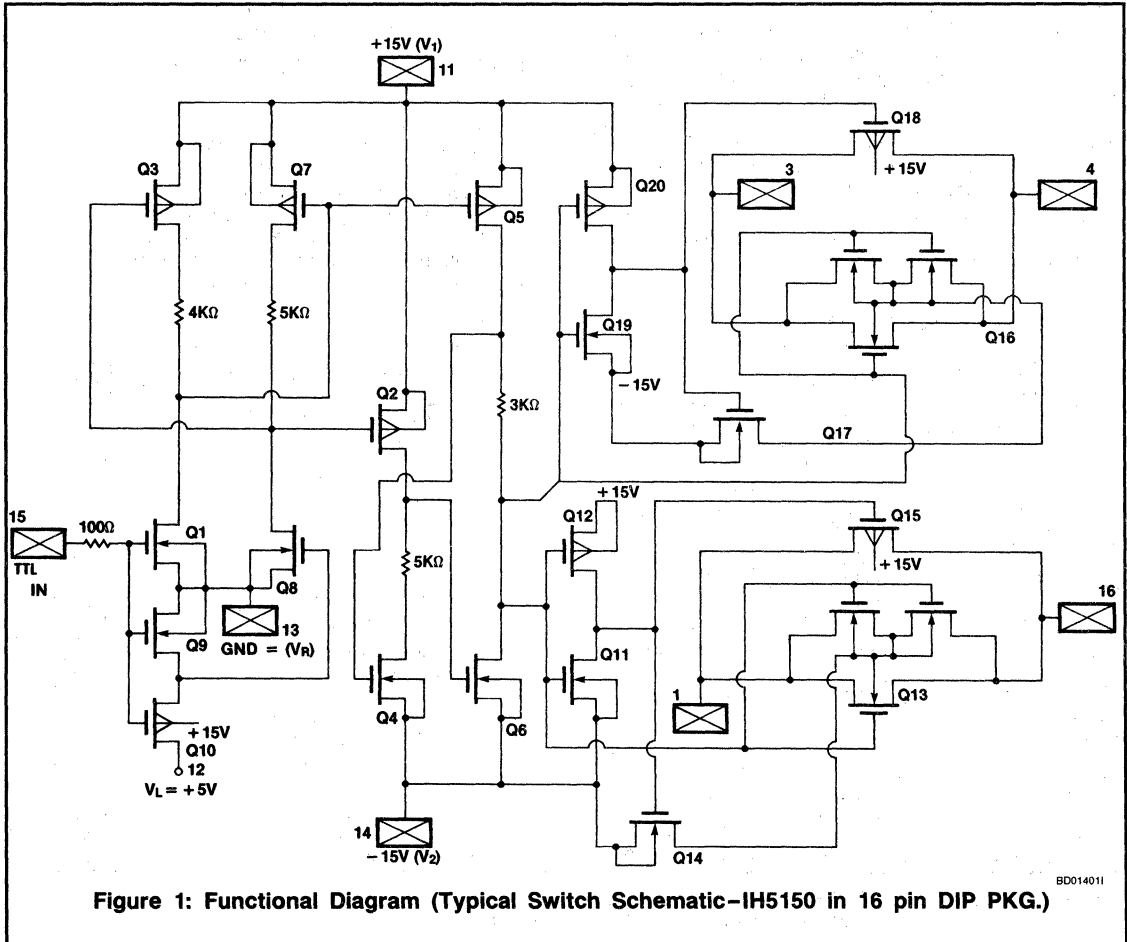 +15V (V1)
11
Q3
Q7
Q5
Q20
Q18
+15V
3
4
4KΩ
5KΩ
Q19
-15V
Q16
Q2
3KΩ
Q17
15
100Ω
TTL
IN
Q1
Q8
5KΩ
+15V
Q12
Q15
+15V
16
Q9
13
GND = (VR)
Q11
Q13
1
Q4
Q6
+15V
Q10
12
VL = +5V
14
-15V (V2)
Q14
BD01401I
Figure 1: Functional Diagram (Typical Switch Schematic-IH5150 in 16 pin DIP PKG.)